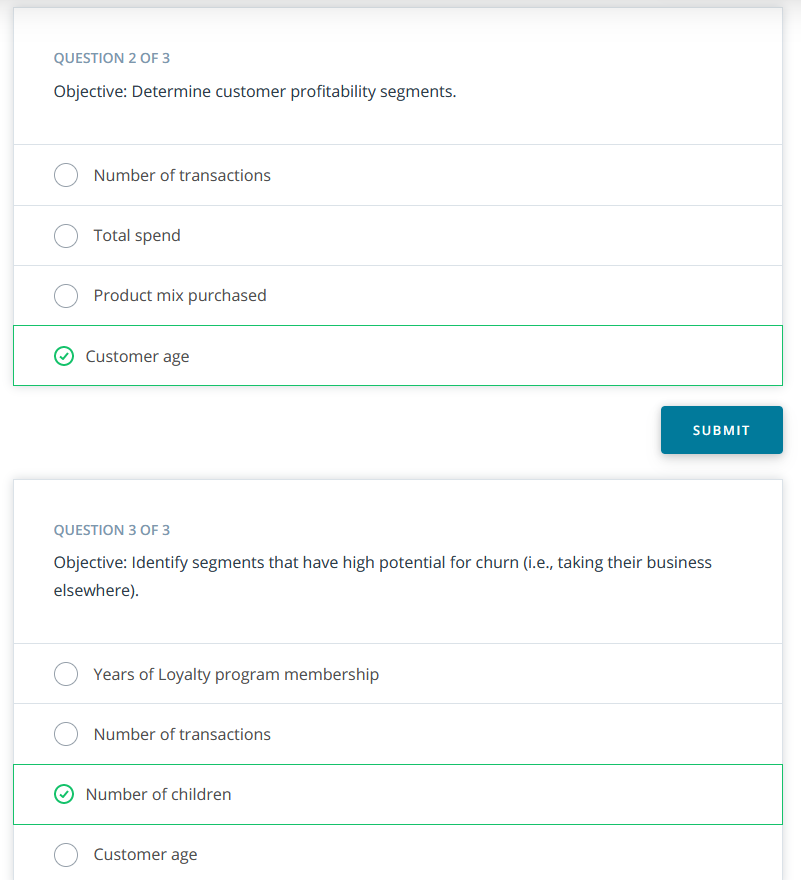 QUESTION 2 OF 3
Objective: Determine customer profitability segments.
Number of transactions
Total spend
Product mix purchased
Customer age
SUBMIT
QUESTION 3 OF 3
Objective: Identify segments that have high potential for churn (i.e., taking their business
elsewhere).
Years of Loyalty program membership
Number of transactions
Number of children
Customer age